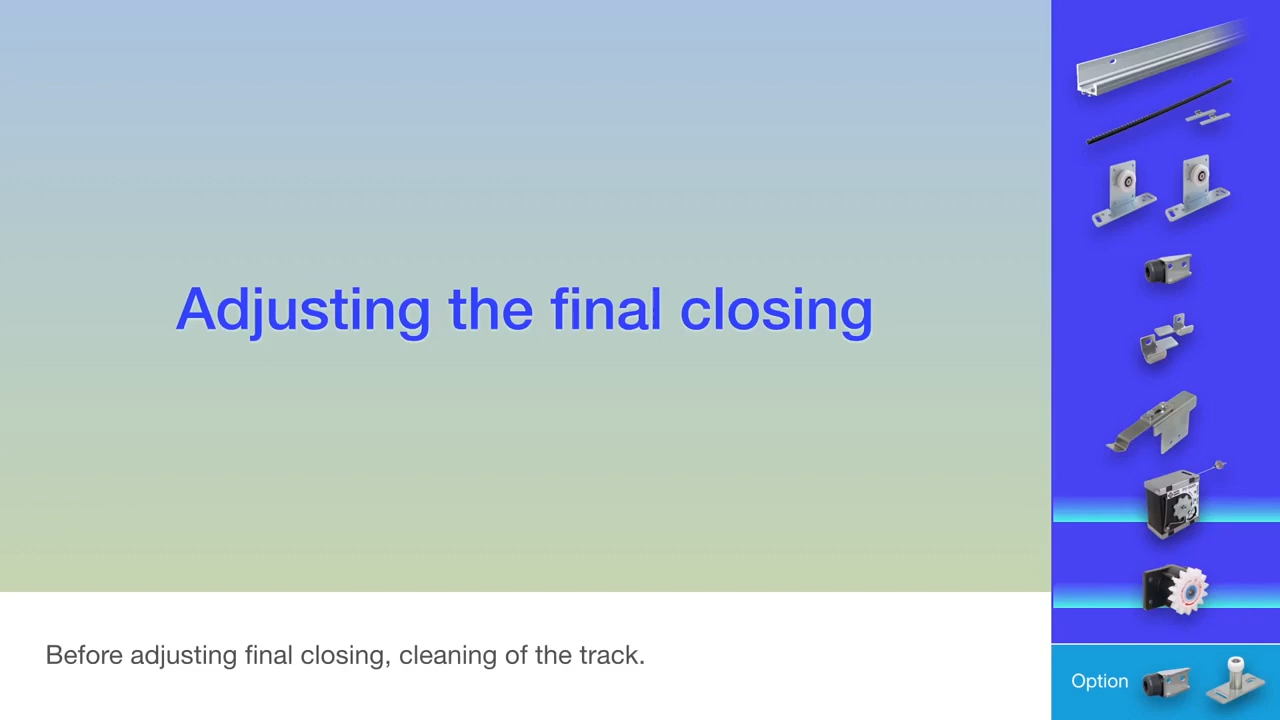 Adjusting the final closing
Before adjusting final closing, cleaning of the track.
Option